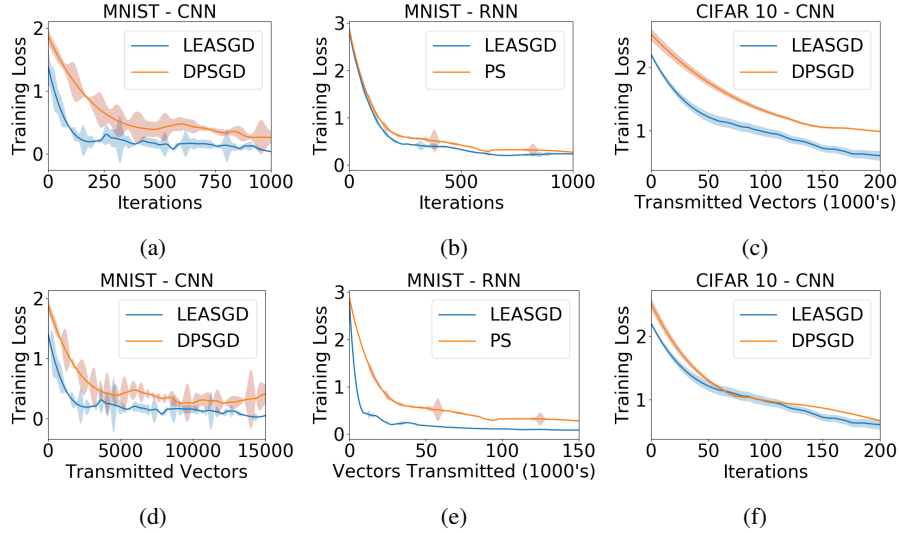 MNIST - CNN
2
1
0
Training Loss
LEASGD
DPSGD
0 250 500 750 1000
Iterations
(a)
MNIST - RNN
3
2
1
0
Training Loss
LEASGD
PS
0 500 1000
Iterations
(b)
CIFAR 10 - CNN
2
1
Training Loss
LEASGD
DPSGD
0 50 100 150 200
Transmitted Vectors (1000's)
(c)
MNIST - CNN
2
1
0
Training Loss
LEASGD
DPSGD
0 5000 10000 15000
Transmitted Vectors
(d)
MNIST - RNN
3
2
1
0
Training Loss
LEASGD
PS
0 50 100 150
Vectors Transmitted (1000's)
(e)
CIFAR 10 - CNN
2
1
Training Loss
LEASGD
DPSGD
0 50 100 150 200
Iterations
(f)